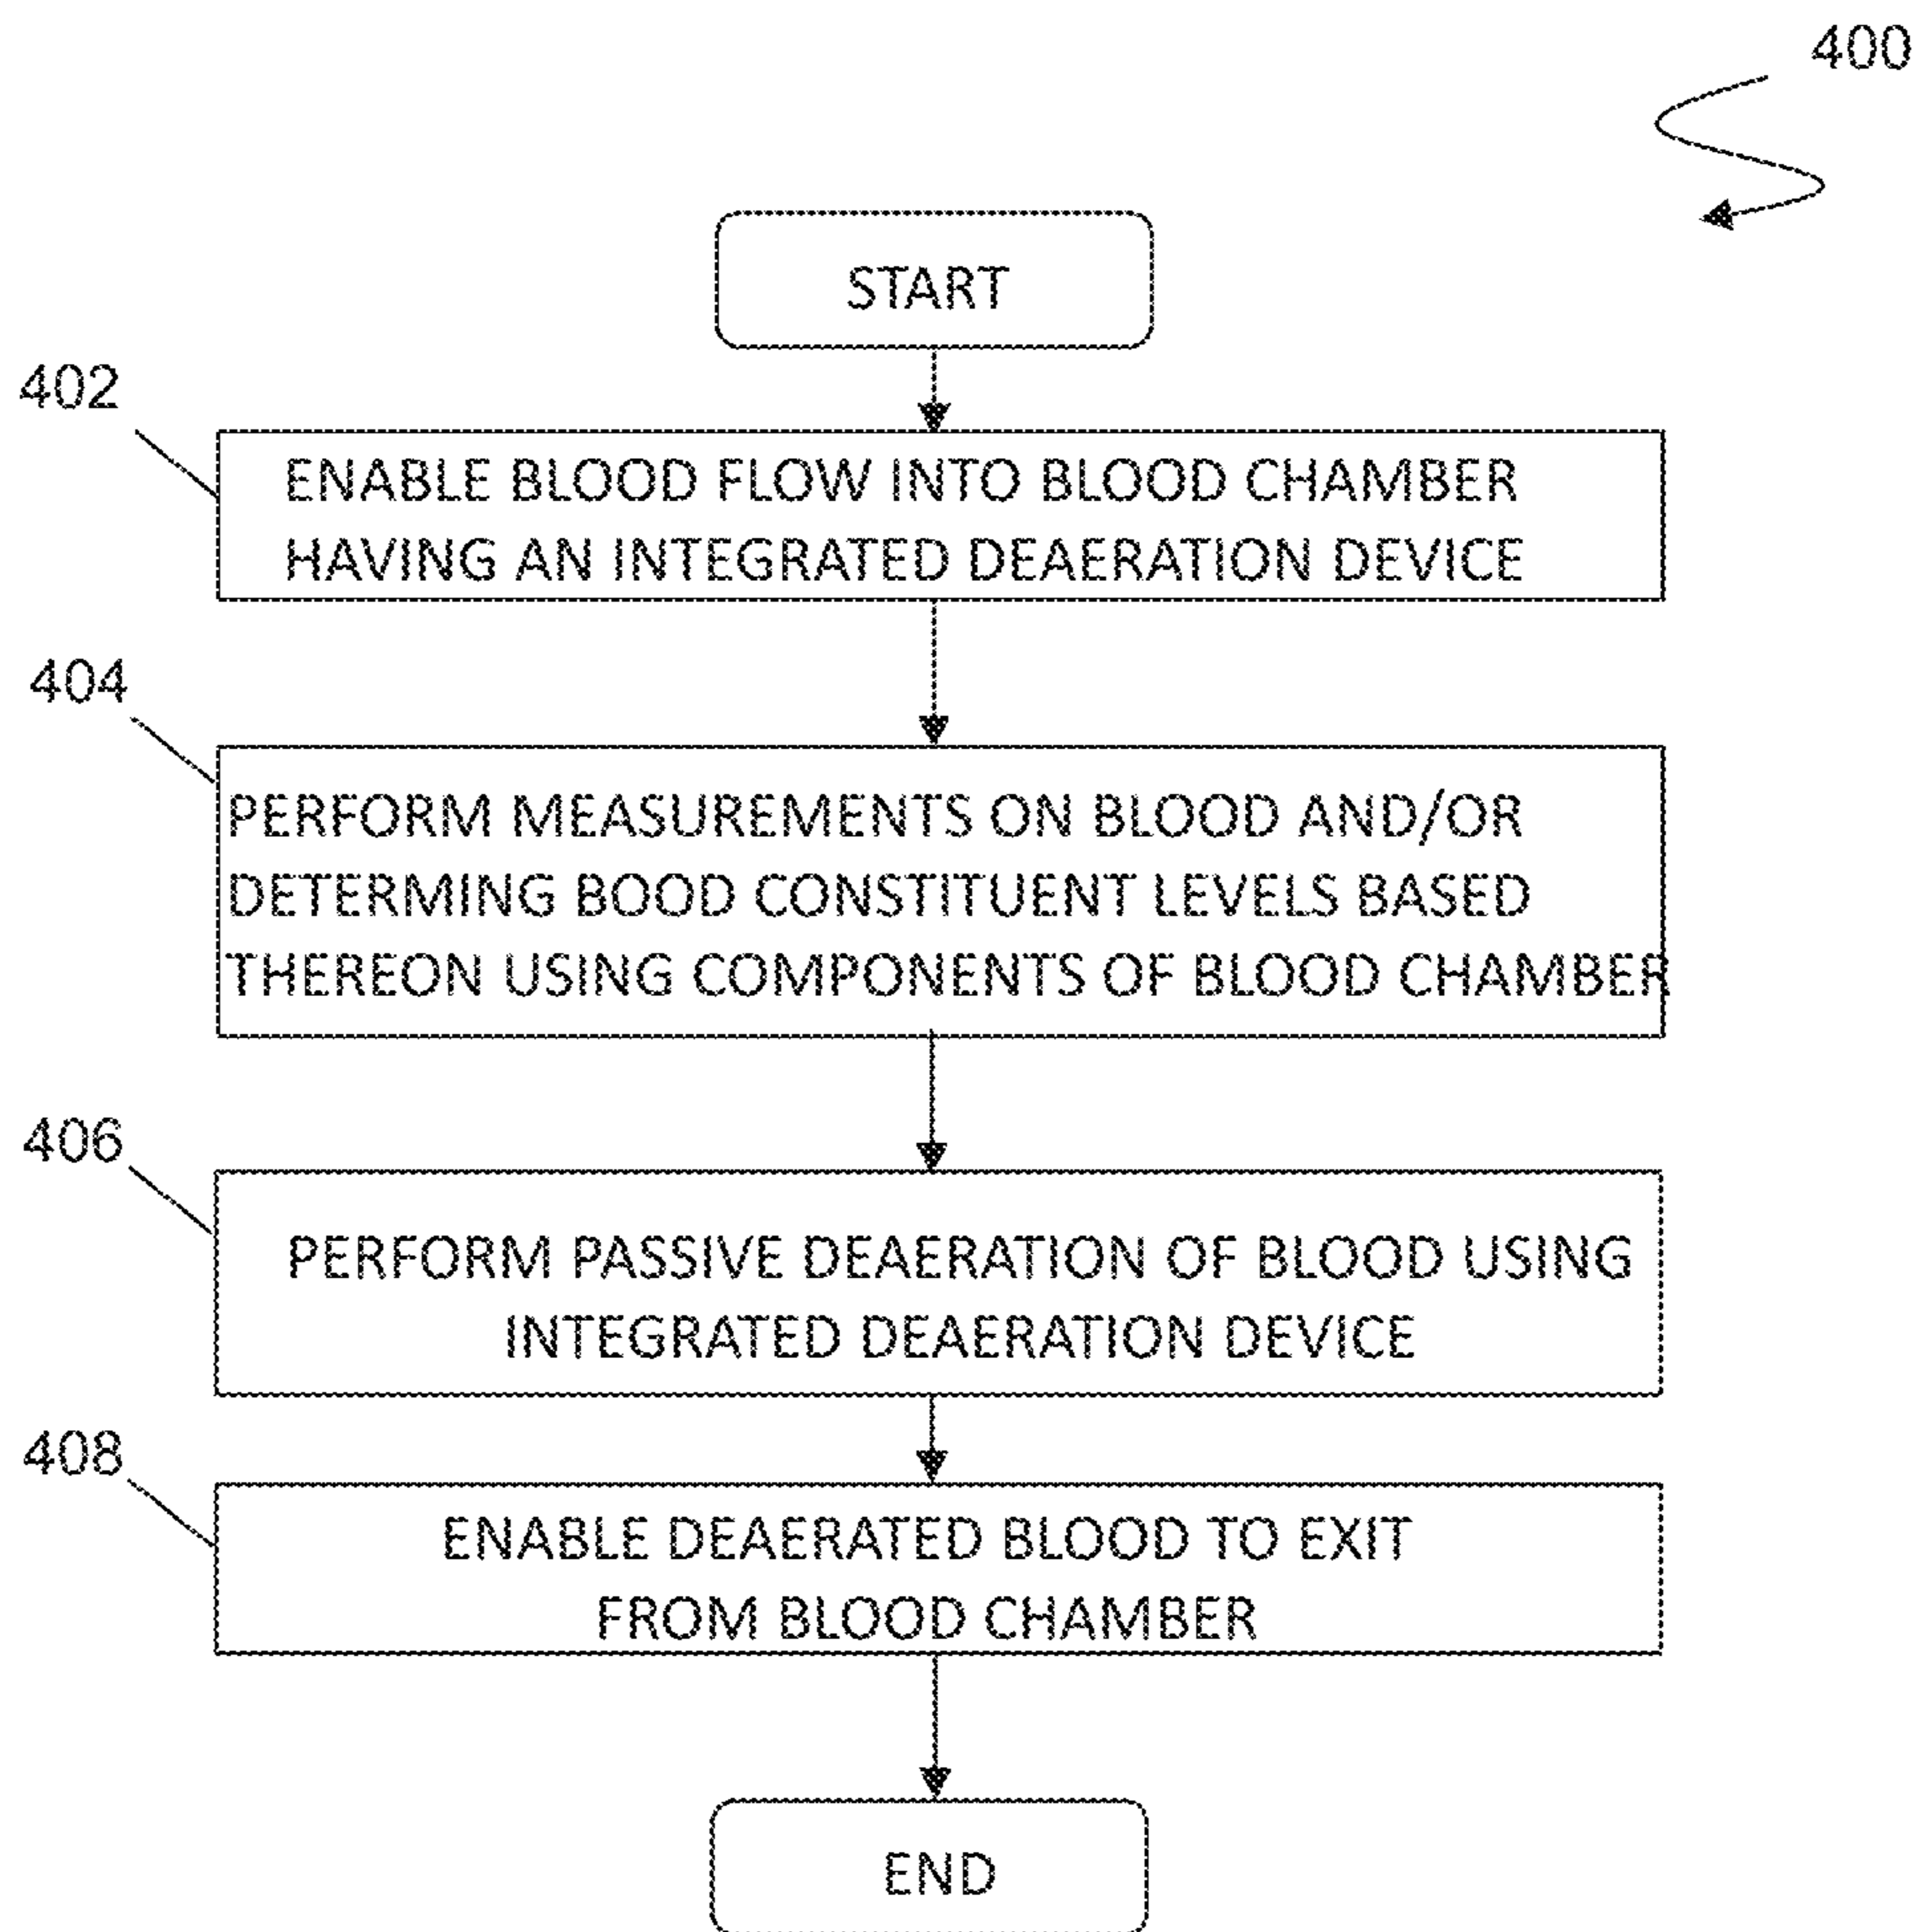 400
START
402
ENABLE BLOOD FLOW INTO BLOOD CHAMBER
HAVING AN INTEGRATED DEAERATION DEVICE
404
PERFORM MEASUREMENTS ON BLOOD AND/OR
DETERMING BOOD CONSTITUENT LEVELS BASED
THEREON USING COMPONENTS OF BLOOD CHAMBER
406
PERFORM PASSIVE DEAERATION OF BLOOD USING
INTEGRATED DEAERATION DEVICE
408
ENABLE DEAERATED BLOOD TO EXIT
FROM BLOOD CHAMBER
END